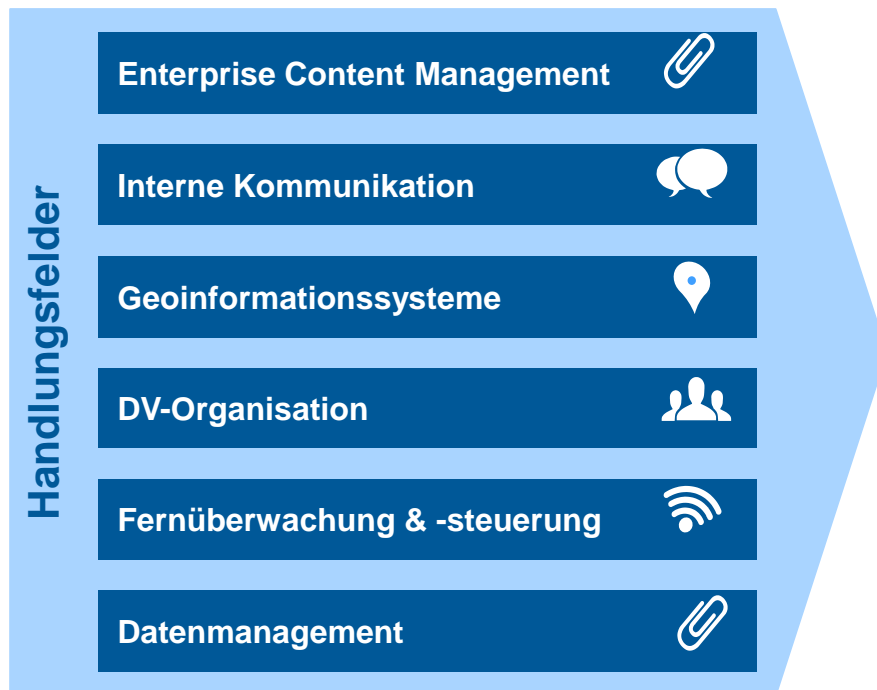 Handlungsfelder
Enterprise Content Management
Interne Kommunikation
Geoinformationssysteme
DV-Organisation
Fernüberwachung & -steuerung
Datenmanagement